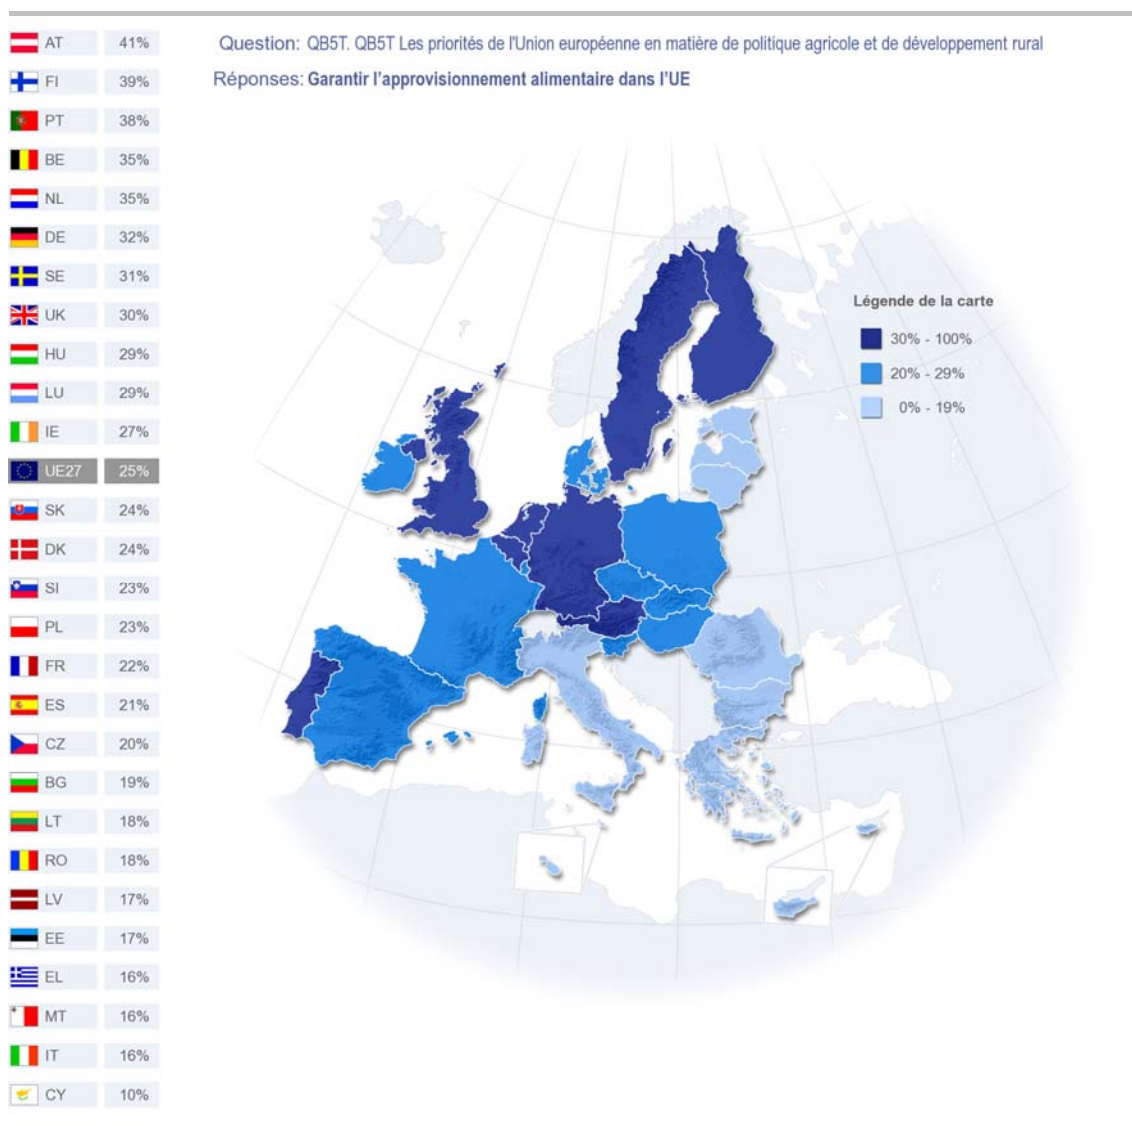 Question: QB5T. QB5T Les priorités de l'Union européenne en matière de politique agricole et de développement rural
Réponses: Garantir l'approvisionnement alimentaire dans l'UE
AT 41%
FI 39%
PT 38%
BE 35%
NL 35%
DE 32%
SE 31%
UK 30%
HU 29%
LU 29%
IE 27%
UE27 25%
SK 24%
DK 24%
SI 23%
PL 23%
FR 22%
ES 21%
CZ 20%
BG 19%
LT 18%
RO 18%
LV 17%
EE 17%
EL 16%
MT 16%
IT 16%
CY 10%
Légende de la carte
30% - 100%
20% - 29%
0% - 19%